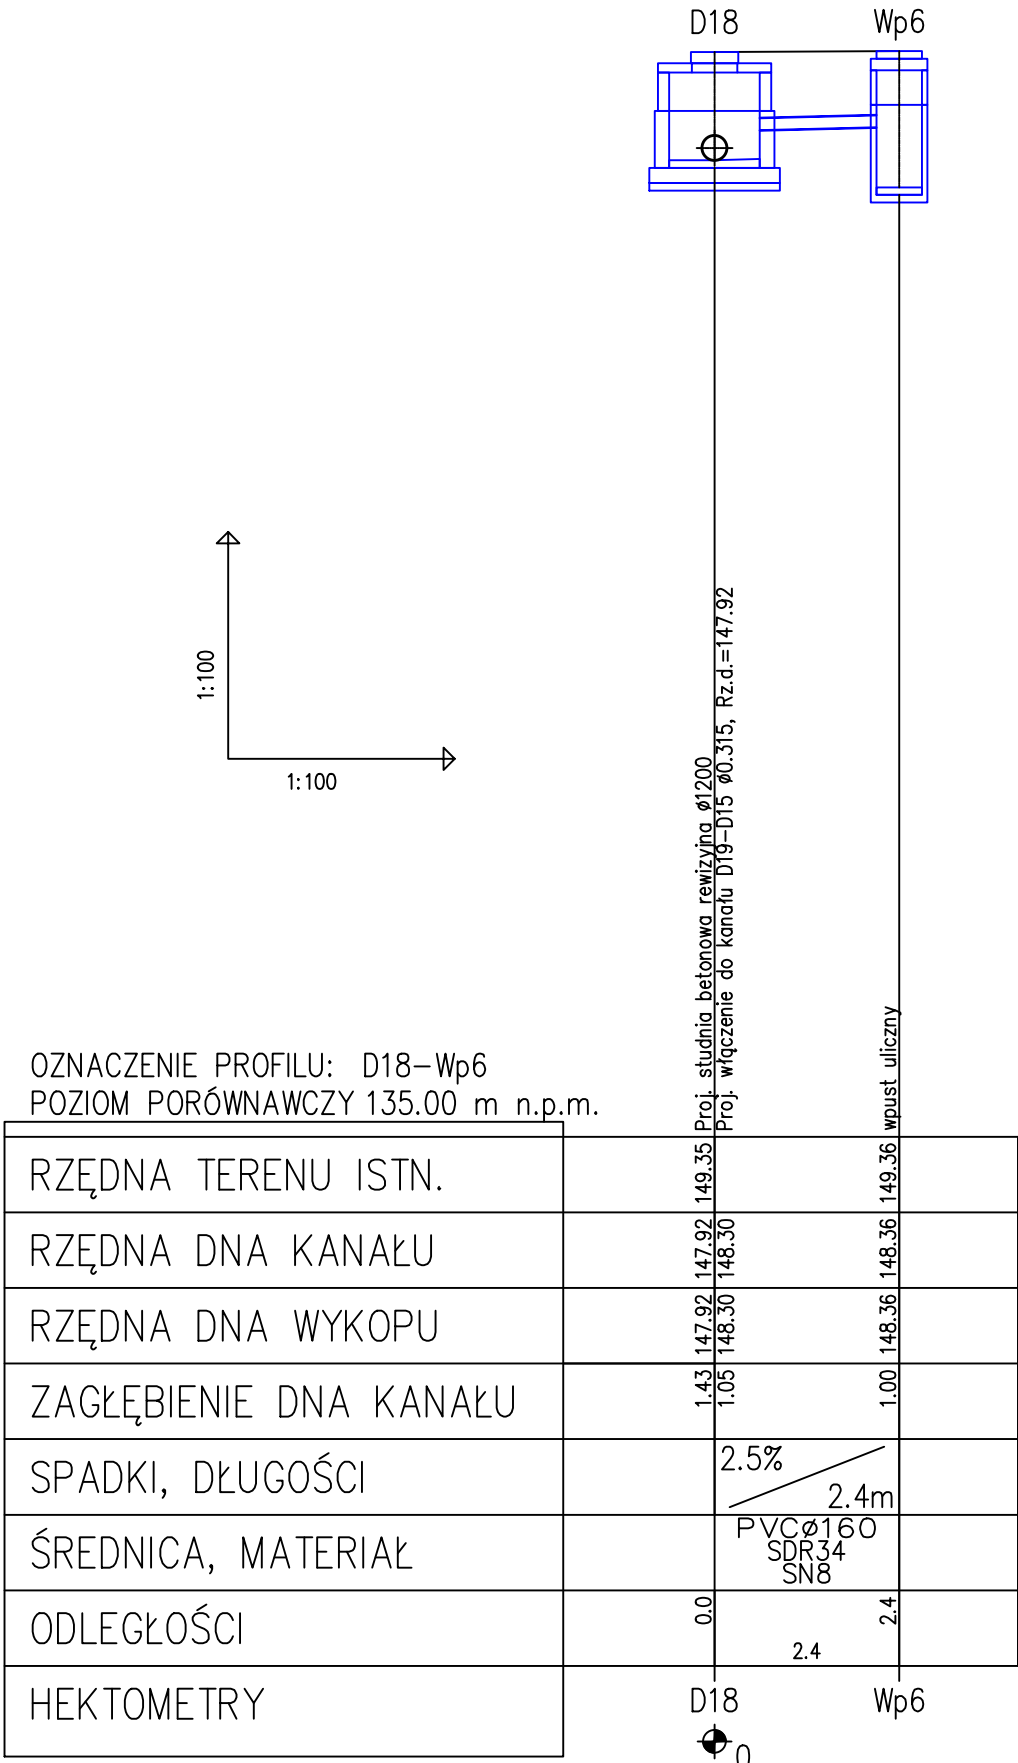 D18
Wp6
1:100
1:100
Proj. studnia betonowa rewizyjna ø1200
Proj. włączenie do kanału D19-D15 ø0.315, Rz.d.=147.92
wpust uliczny
OZNACZENIE PROFILU: D18-Wp6
POZIOM PORÓWNAWCZY 135.00 m n.p.m.
RZĘDNA TERENU ISTN.
149.35
149.36
RZĘDNA DNA KANAŁU
147.92
148.30
148.36
RZĘDNA DNA WYKOPU
147.92
148.30
148.36
ZAGŁĘBIENIE DNA KANAŁU
1.43
1.05
1.00
SPADKI, DŁUGOŚCI
2.5%
2.4m
ŚREDNICA, MATERIAŁ
PVCø160
SDR34
SN8
ODLEGŁOŚCI
0.0
2.4
2.4
HEKTOMETRY
D18
Wp6
0